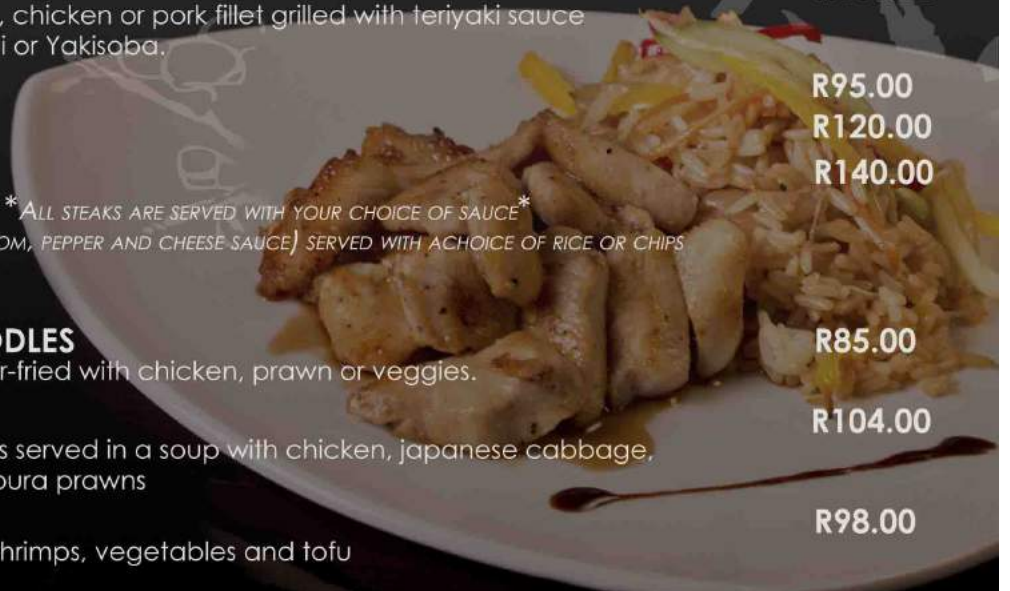 , chicken or pork fillet grilled with teriyaki sauce
i or Yakisoba.
R95.00
R120.00
R140.00
*ALL STEAKS ARE SERVED WITH YOUR CHOICE OF SAUCE*
OM, PEPPER AND CHEESE SAUCE) SERVED WITH ACHOICE OF RICE OR CHIPS
DLES R85.00
r-fried with chicken, prawn or veggies.
R104.00
s served in a soup with chicken, japanese cabbage,
oura prawns
R98.00
hrimps, vegetables and tofu